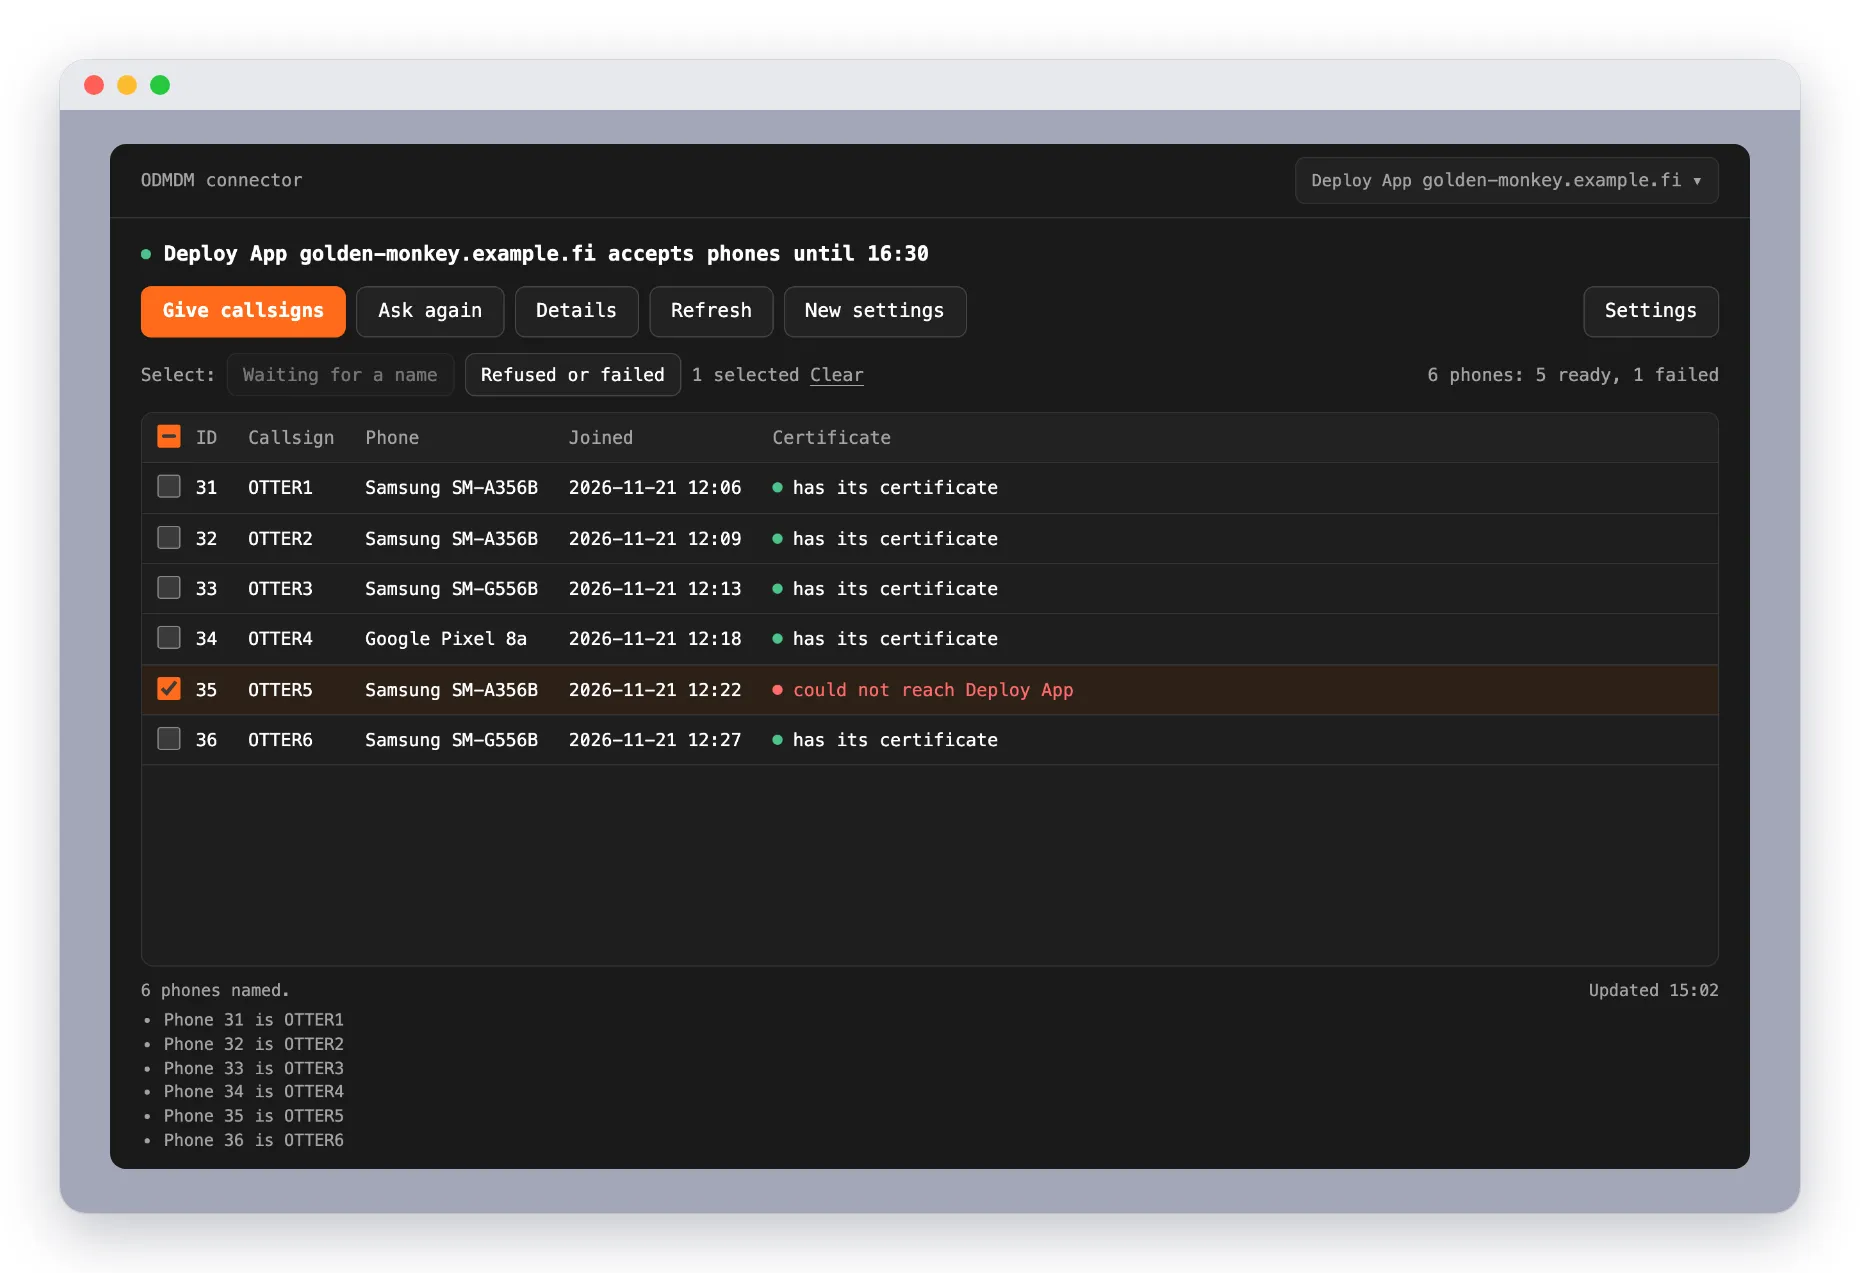 ODMDM connector
Deploy App golden-monkey.example.fi ▾
Deploy App golden-monkey.example.fi accepts phones until 16:30
Give callsigns
Ask again
Details
Refresh
New settings
Settings
Select:
Waiting for a name
Refused or failed
1 selected Clear
6 phones: 5 ready, 1 failed
ID Callsign Phone Joined Certificate
31 OTTER1 Samsung SM-A356B 2026-11-21 12:06 has its certificate
32 OTTER2 Samsung SM-A356B 2026-11-21 12:09 has its certificate
33 OTTER3 Samsung SM-G556B 2026-11-21 12:13 has its certificate
34 OTTER4 Google Pixel 8a 2026-11-21 12:18 has its certificate
35 OTTER5 Samsung SM-A356B 2026-11-21 12:22 could not reach Deploy App
36 OTTER6 Samsung SM-G556B 2026-11-21 12:27 has its certificate
6 phones named.
Updated 15:02
• Phone 31 is OTTER1
• Phone 32 is OTTER2
• Phone 33 is OTTER3
• Phone 34 is OTTER4
• Phone 35 is OTTER5
• Phone 36 is OTTER6